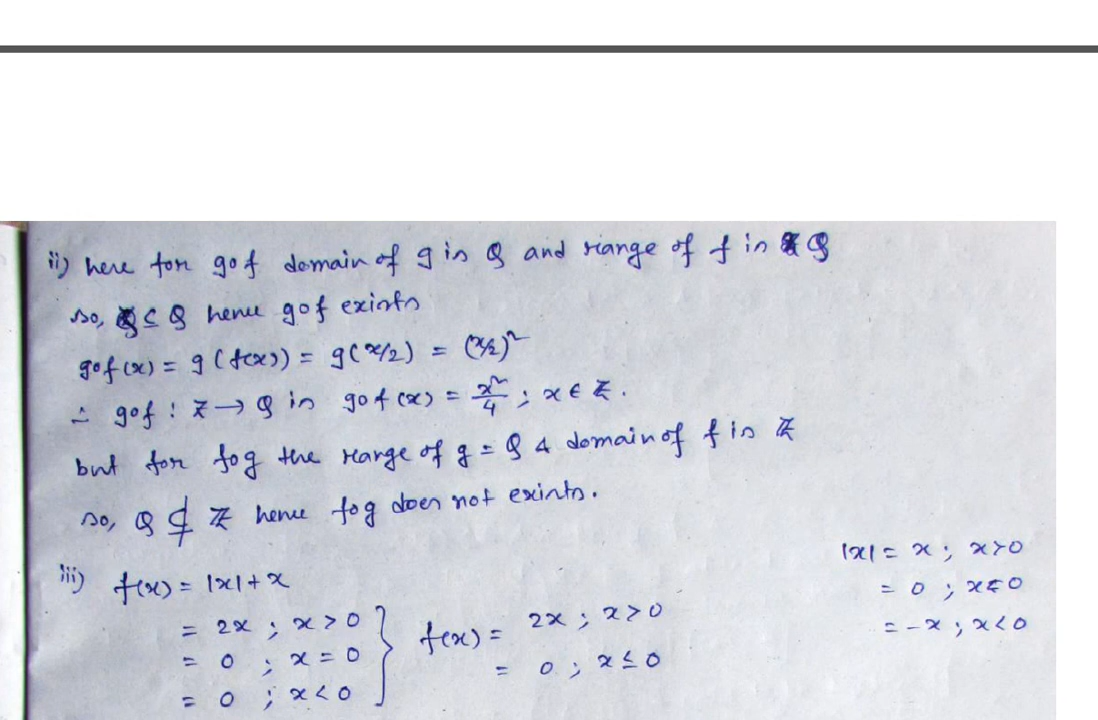 ii) here for gof domain of g is Q and range of f is Q
so, ⊆ Q hence gof exists
gof(x) = g(f(x)) = g(x/2) = (x/2)²
∴ gof : Z → Q is gof(x) = x²/4 ; x ∈ Z.
but for fog the range of g = Q & domain of f is Z
so, Q ⊄ Z hence fog does not exists.
iii) f(x) = |x| + x
= 2x ; x > 0
= 0 ; x = 0
= 0 ; x < 0
f(x) = 2x ; x > 0
= 0 ; x ≤ 0
|x| = x ; x > 0
= 0 ; x = 0
= -x ; x < 0